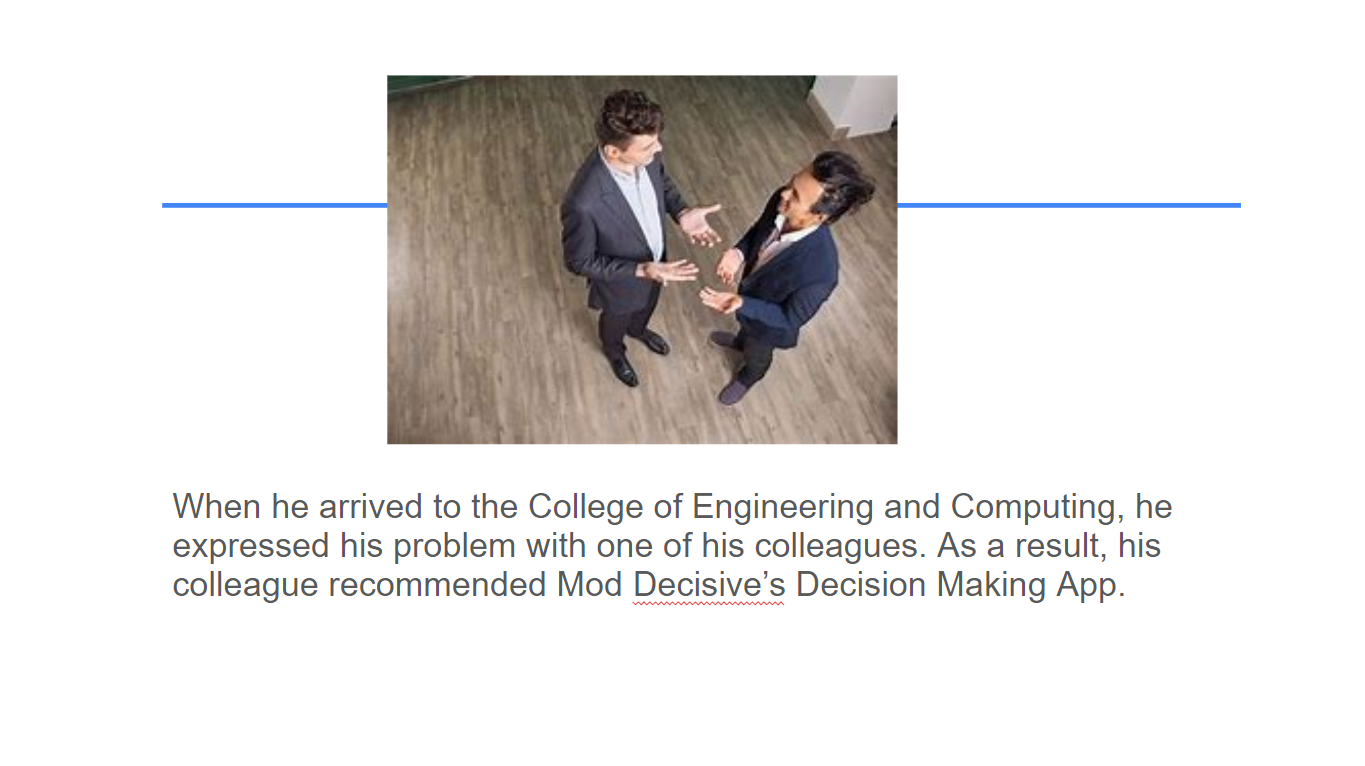 When he arrived to the College of Engineering and Computing, he
expressed his problem with one of his colleagues. As a result, his
colleague recommended Mod Decisive’s Decision Making App.